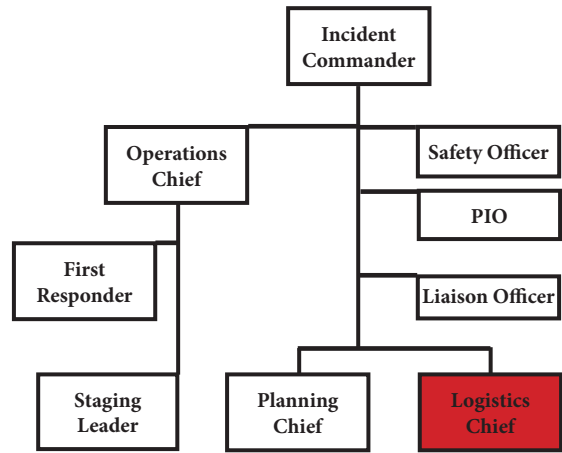 Incident
Commander
Operations
Chief
Safety Officer
PIO
First
Responder
Liaison Officer
Staging
Leader
Planning
Chief
Logistics
Chief